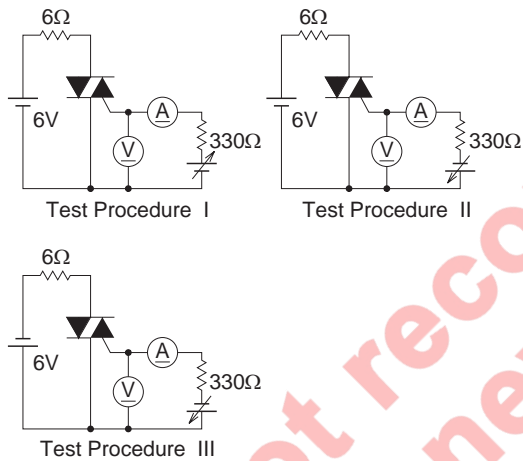 6Ω 6Ω
A A
6V V 330Ω 6V V 330Ω
Test Procedure I Test Procedure II
6Ω
A
6V V 330Ω
Test Procedure III